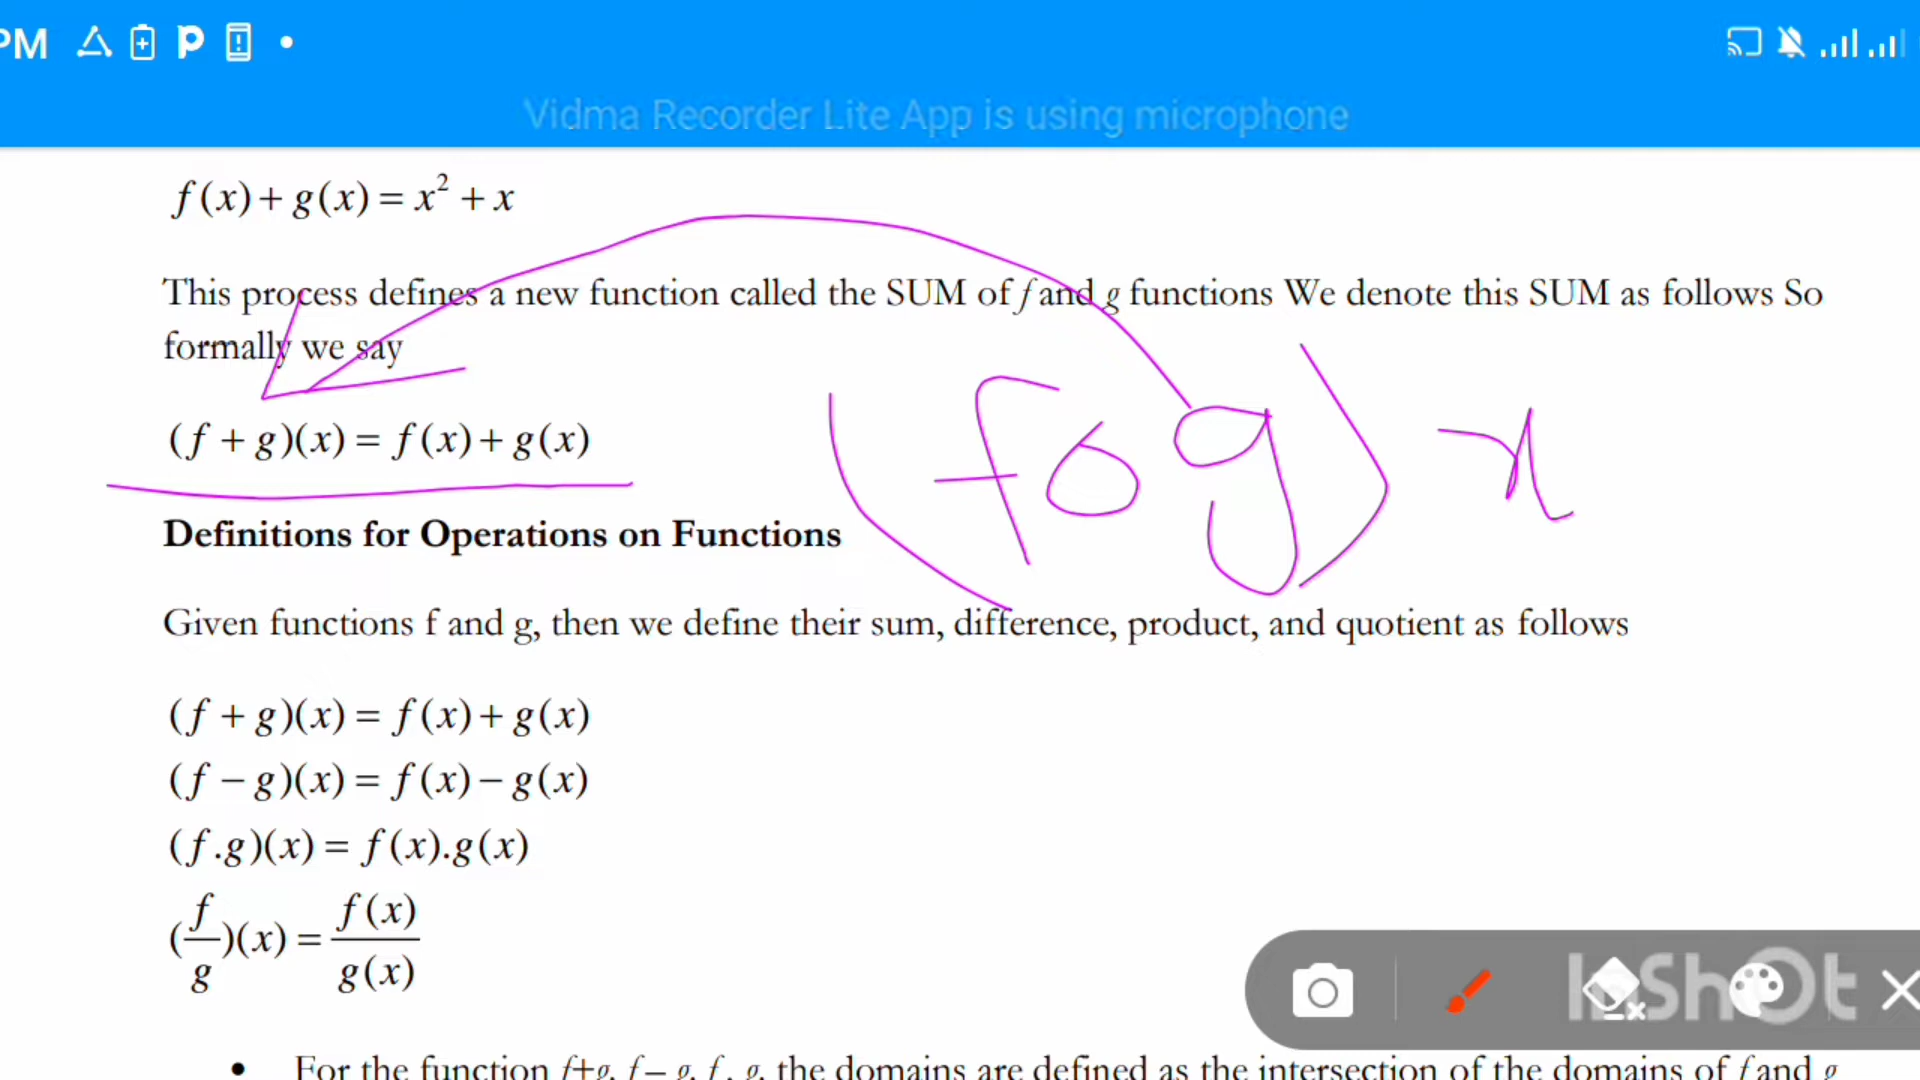 PM
Vidma Recorder Lite App is using microphone
f(x)+g(x)=x²+x
This process defines a new function called the SUM of f and g functions We denote this SUM as follows So
formally we say
(f+g)(x)=f(x)+g(x)
(fog)x
Definitions for Operations on Functions
Given functions f and g, then we define their sum, difference, product, and quotient as follows
(f+g)(x)=f(x)+g(x)
(f−g)(x)=f(x)−g(x)
(f.g)(x)=f(x).g(x)
(f/g)(x)=f(x)/g(x)
InShOt
• For the function f+g, f−g, f.g, the domains are defined as the intersection of the domains of f and g